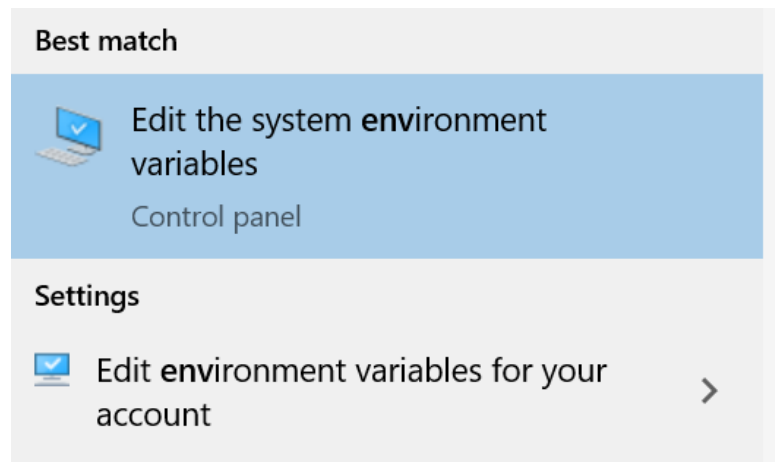 Best match
Edit the system environment
variables
Control panel
Settings
Edit environment variables for your
account